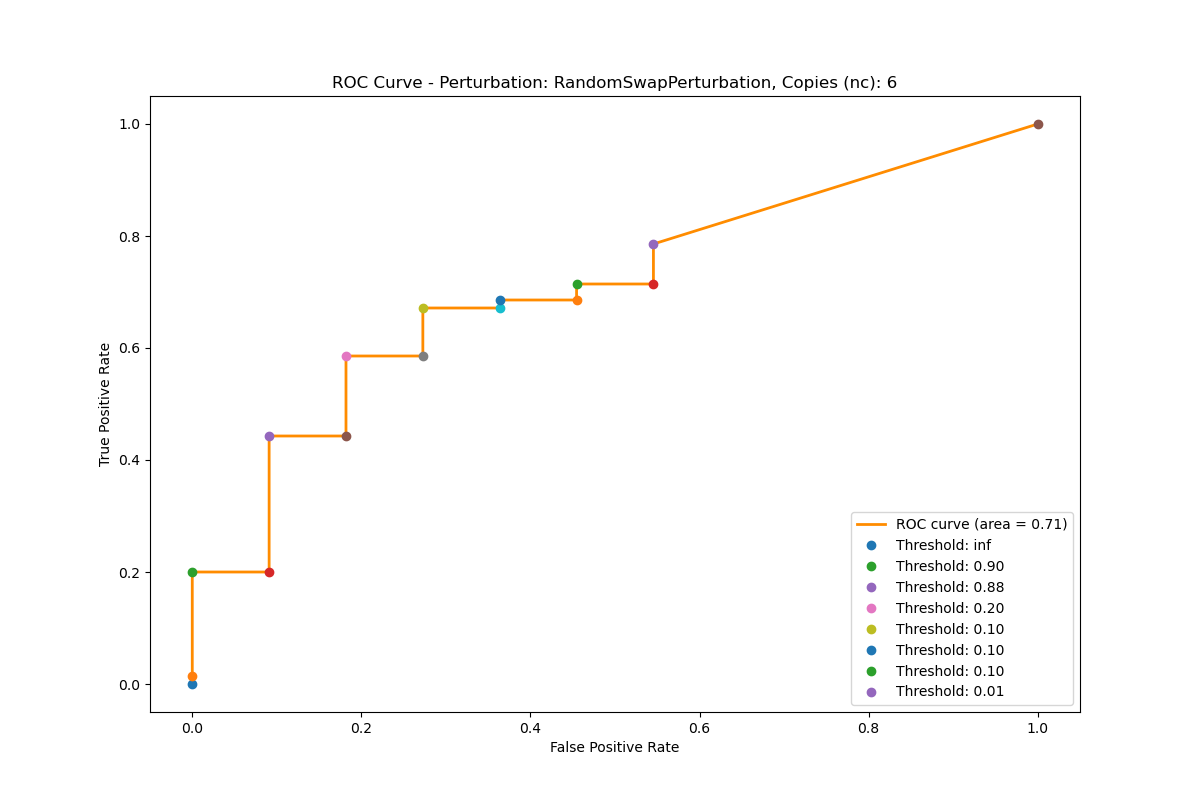 ROC Curve - Perturbation: RandomSwapPerturbation, Copies (nc): 6
True Positive Rate
1.0
0.8
0.6
0.4
0.2
0.0
0.0 0.2 0.4 0.6 0.8 1.0
False Positive Rate
ROC curve (area = 0.71)
Threshold: inf
Threshold: 0.90
Threshold: 0.88
Threshold: 0.20
Threshold: 0.10
Threshold: 0.10
Threshold: 0.10
Threshold: 0.01